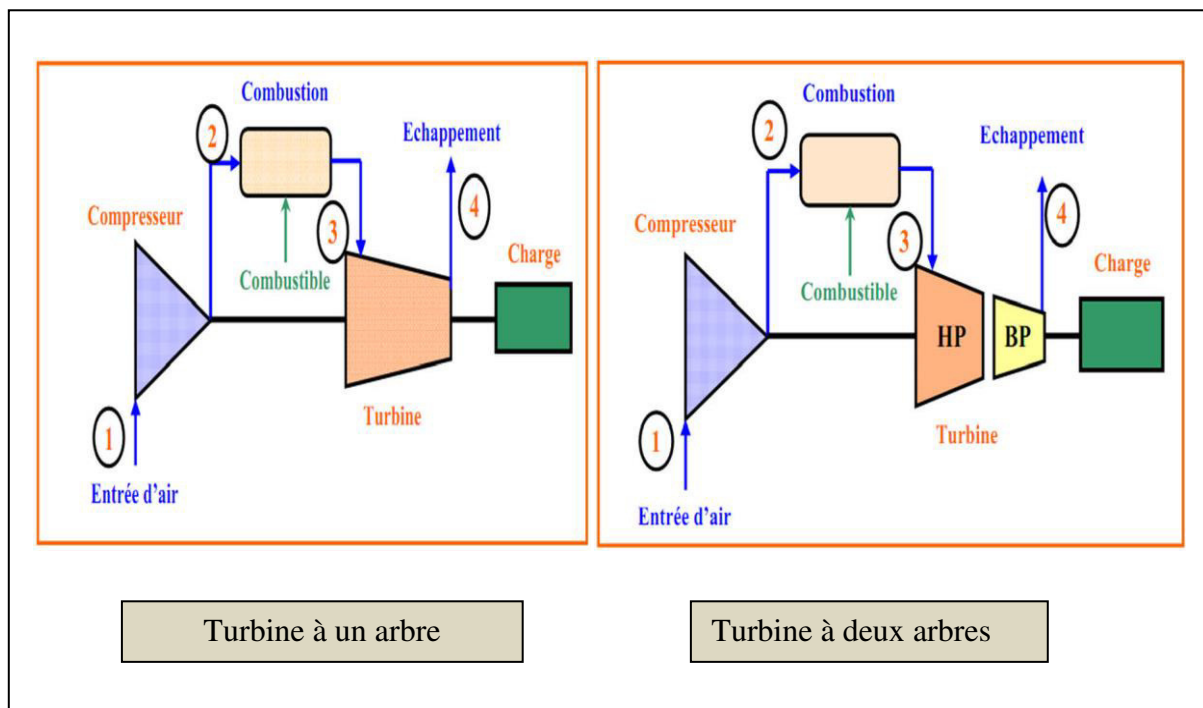 Combustion
2
Echappement
4
Compresseur
3
Charge
Combustible
Turbine
1
Entrée d'air
Combustion
2
Echappement
4
Compresseur
3
Charge
Combustible
HP
BP
Turbine
1
Entrée d'air
Turbine à un arbre
Turbine à deux arbres